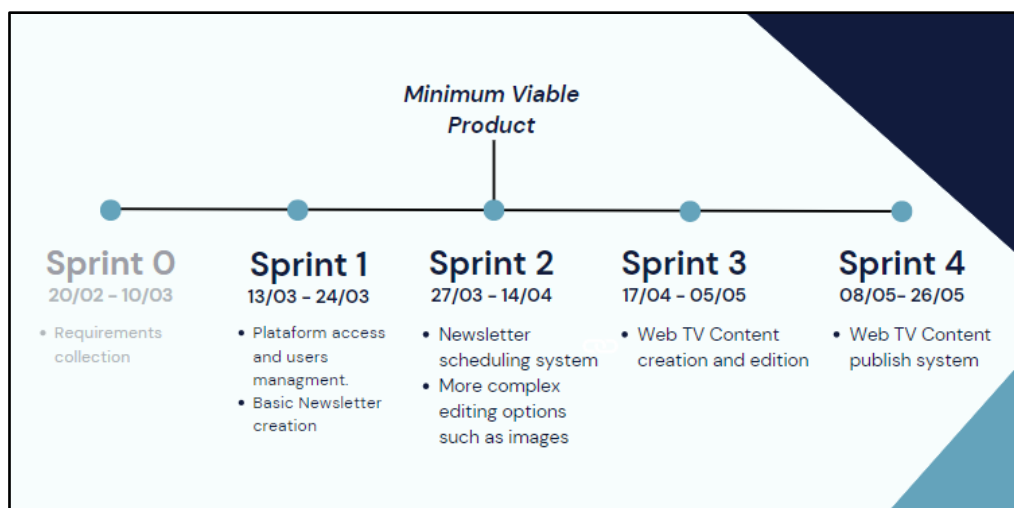 Minimum Viable
Product
Sprint 0
20/02 - 10/03
• Requirements
collection
Sprint 1
13/03 - 24/03
• Plataform access
and users
managment.
• Basic Newsletter
creation
Sprint 2
27/03 - 14/04
• Newsletter
scheduling system
• More complex
editing options
such as images
Sprint 3
17/04 - 05/05
• Web TV Content
creation and edition
Sprint 4
08/05- 26/05
• Web TV Content
publish system